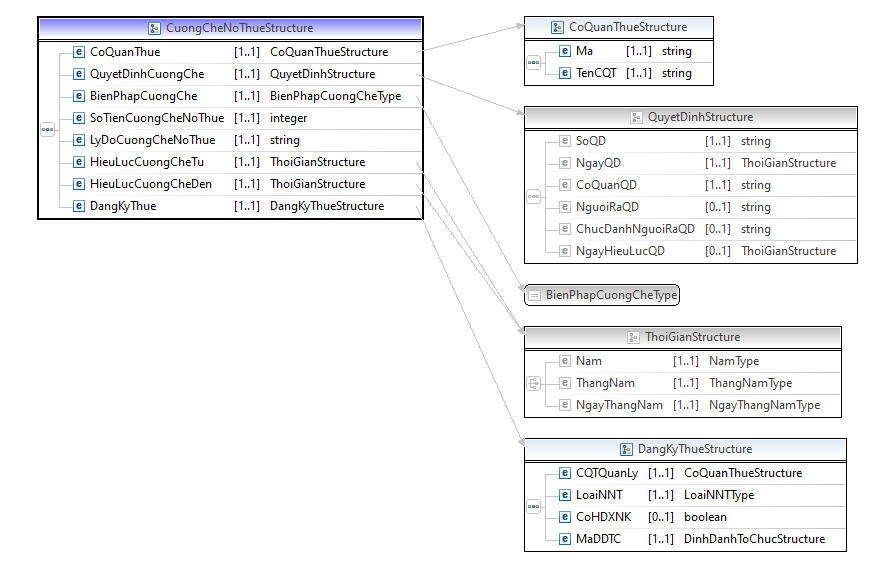 CuongCheNoThueStructure
CoQuanThue [1..1] CoQuanThueStructure
QuyetDinhCuongChe [1..1] QuyetDinhStructure
BienPhapCuongChe [1..1] BienPhapCuongCheType
SoTienCuongCheNoThue [1..1] integer
LyDoCuongCheNoThue [1..1] string
HieuLucCuongCheTu [1..1] ThoiGianStructure
HieuLucCuongCheDen [1..1] ThoiGianStructure
DangKyThue [1..1] DangKyThueStructure
CoQuanThueStructure
Ma [1..1] string
TenCQT [1..1] string
QuyetDinhStructure
SoQD [1..1] string
NgayQD [1..1] ThoiGianStructure
CoQuanQD [1..1] string
NguoiRaQD [0..1] string
ChucDanhNguoiRaQD [0..1] string
NgayHieuLucQD [0..1] ThoiGianStructure
BienPhapCuongCheType
ThoiGianStructure
Nam [1..1] NamType
ThangNam [1..1] ThangNamType
NgayThangNam [1..1] NgayThangNamType
DangKyThueStructure
CQTQuanLy [1..1] CoQuanThueStructure
LoaiNNT [1..1] LoaiNNTType
CoHDXNK [0..1] boolean
MaDDTC [1..1] DinhDanhToChucStructure